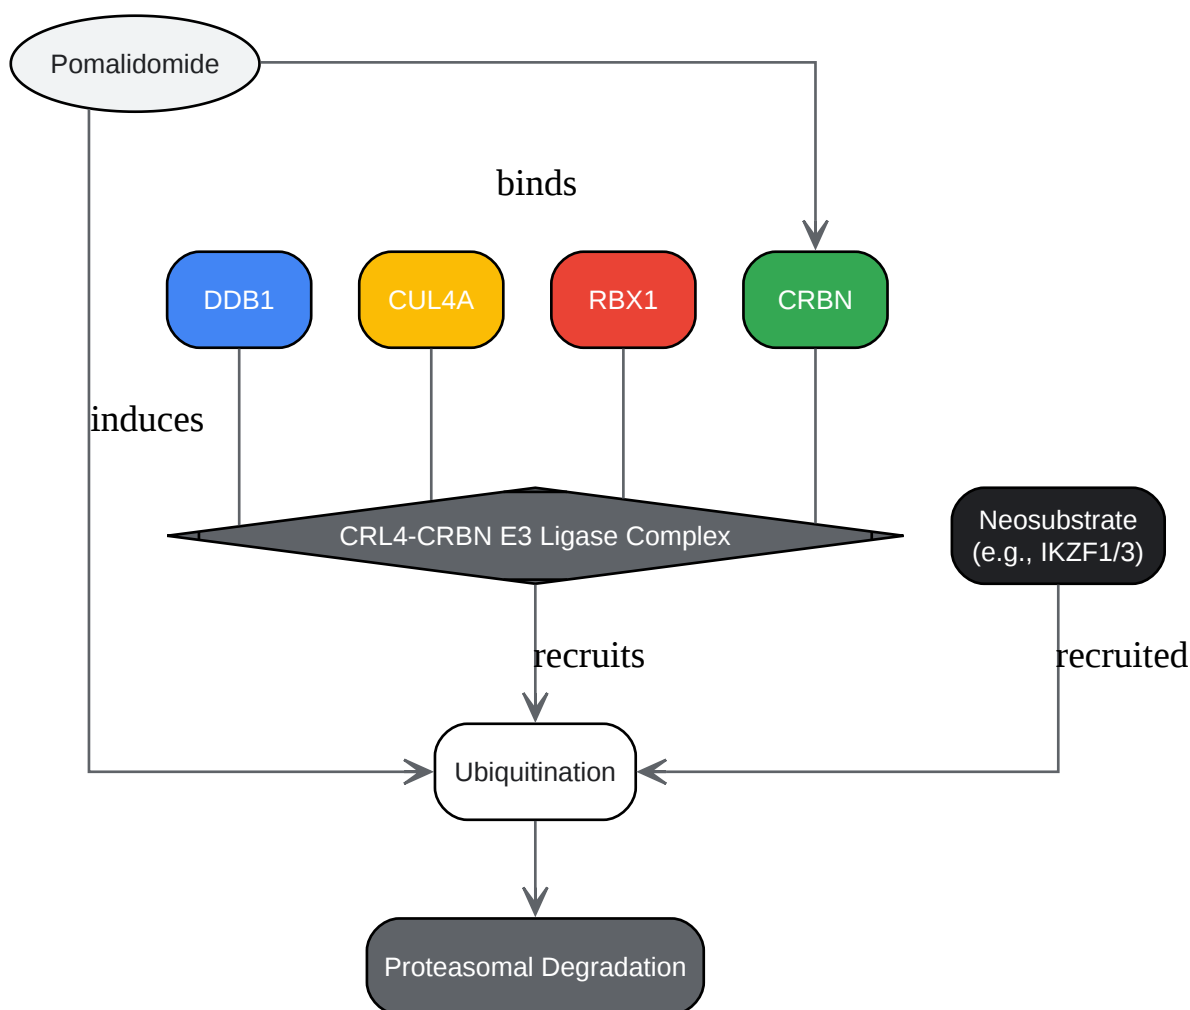 Pomalidomide
binds
DDB1
CUL4A
RBX1
CRBN
induces
CRL4-CRBN E3 Ligase Complex
Neosubstrate
(e.g., IKZF1/3)
recruits
recruited
Ubiquitination
Proteasomal Degradation